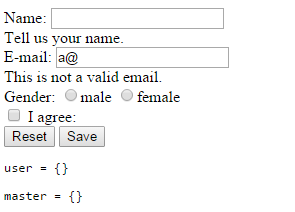 Name:
Tell us your name.
E-mail: a@
This is not a valid email.
Gender: male female
I agree:
Reset Save
user = {}
master = {}